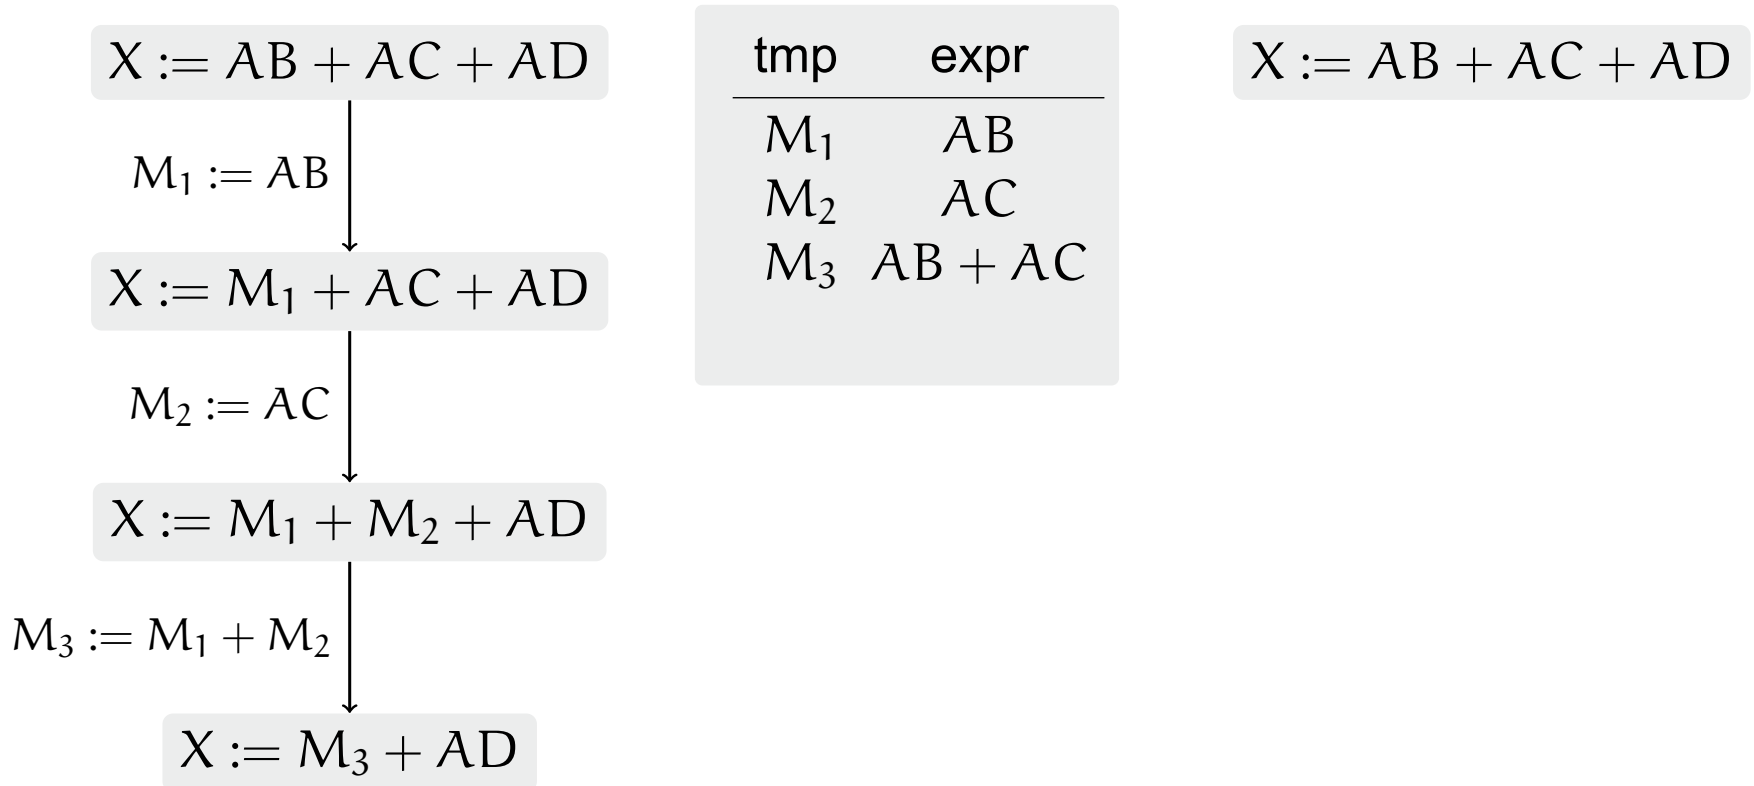 X := AB + AC + AD
M₁ := AB
X := M₁ + AC + AD
M₂ := AC
X := M₁ + M₂ + AD
M₃ := M₁ + M₂
X := M₃ + AD
tmp expr
M₁ AB
M₂ AC
M₃ AB + AC
X := AB + AC + AD